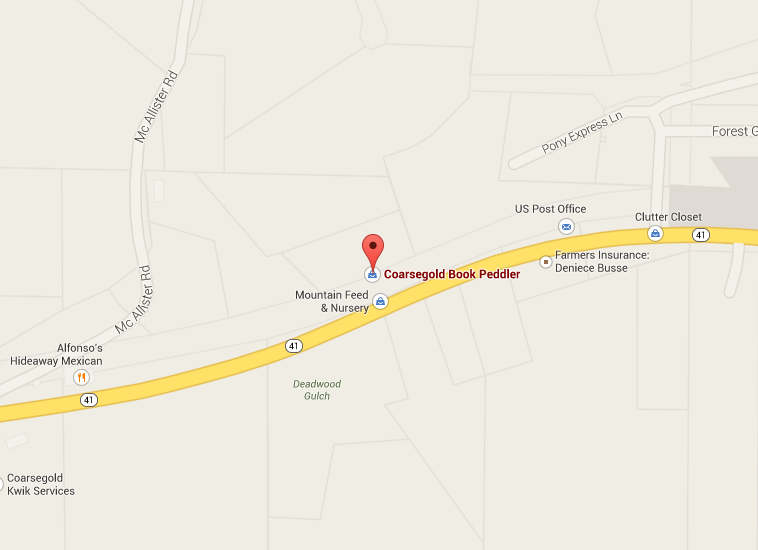 Mc Allister Rd
Pony Express Ln
Forest G
US Post Office
Clutter Closet
41
Farmers Insurance:
Deniece Busse
Coarsegold Book Peddler
Mountain Feed
& Nursery
Mc Allister Rd
41
Alfonso's
Hideaway Mexican
Deadwood
Gulch
41
Coarsegold
Kwik Services